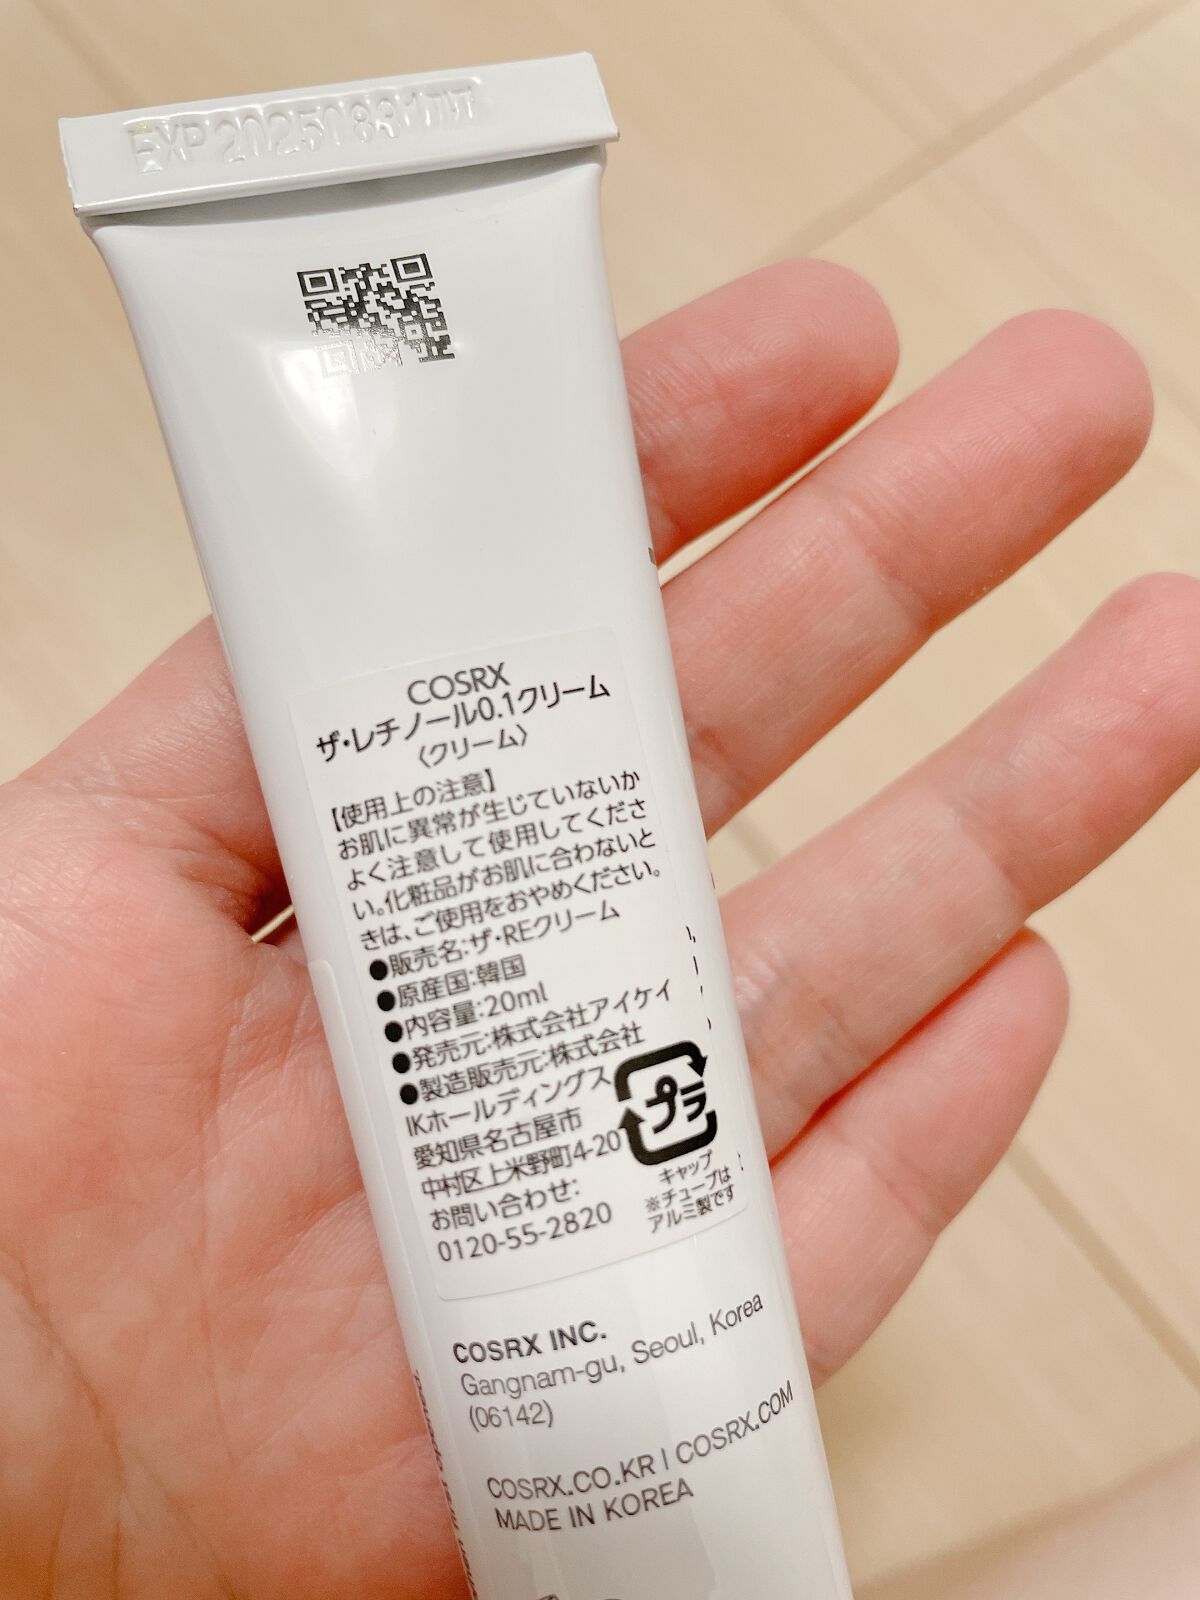 EXP 20250831
COSRX
ザ・レチノール0.1クリーム
〈クリーム〉
【使用上の注意】
お肌に異常が生じていないか
よく注意して使用してくださ
い。化粧品がお肌に合わないと
きは、ご使用をおやめください。
●販売名:ザ・REクリーム
●原産国:韓国
●内容量:20ml
●発売元:株式会社アイケイ
●製造販売元:株式会社
IKホールディングス
愛知県名古屋市
中村区上米野町4-20
お問い合わせ:
0120-55-2820
プラ
キャップ
※チューブは
アルミ製です
COSRX INC.
Gangnam-gu, Seoul, Korea
(06142)
COSRX.CO.KR | COSRX.COM
MADE IN KOREA